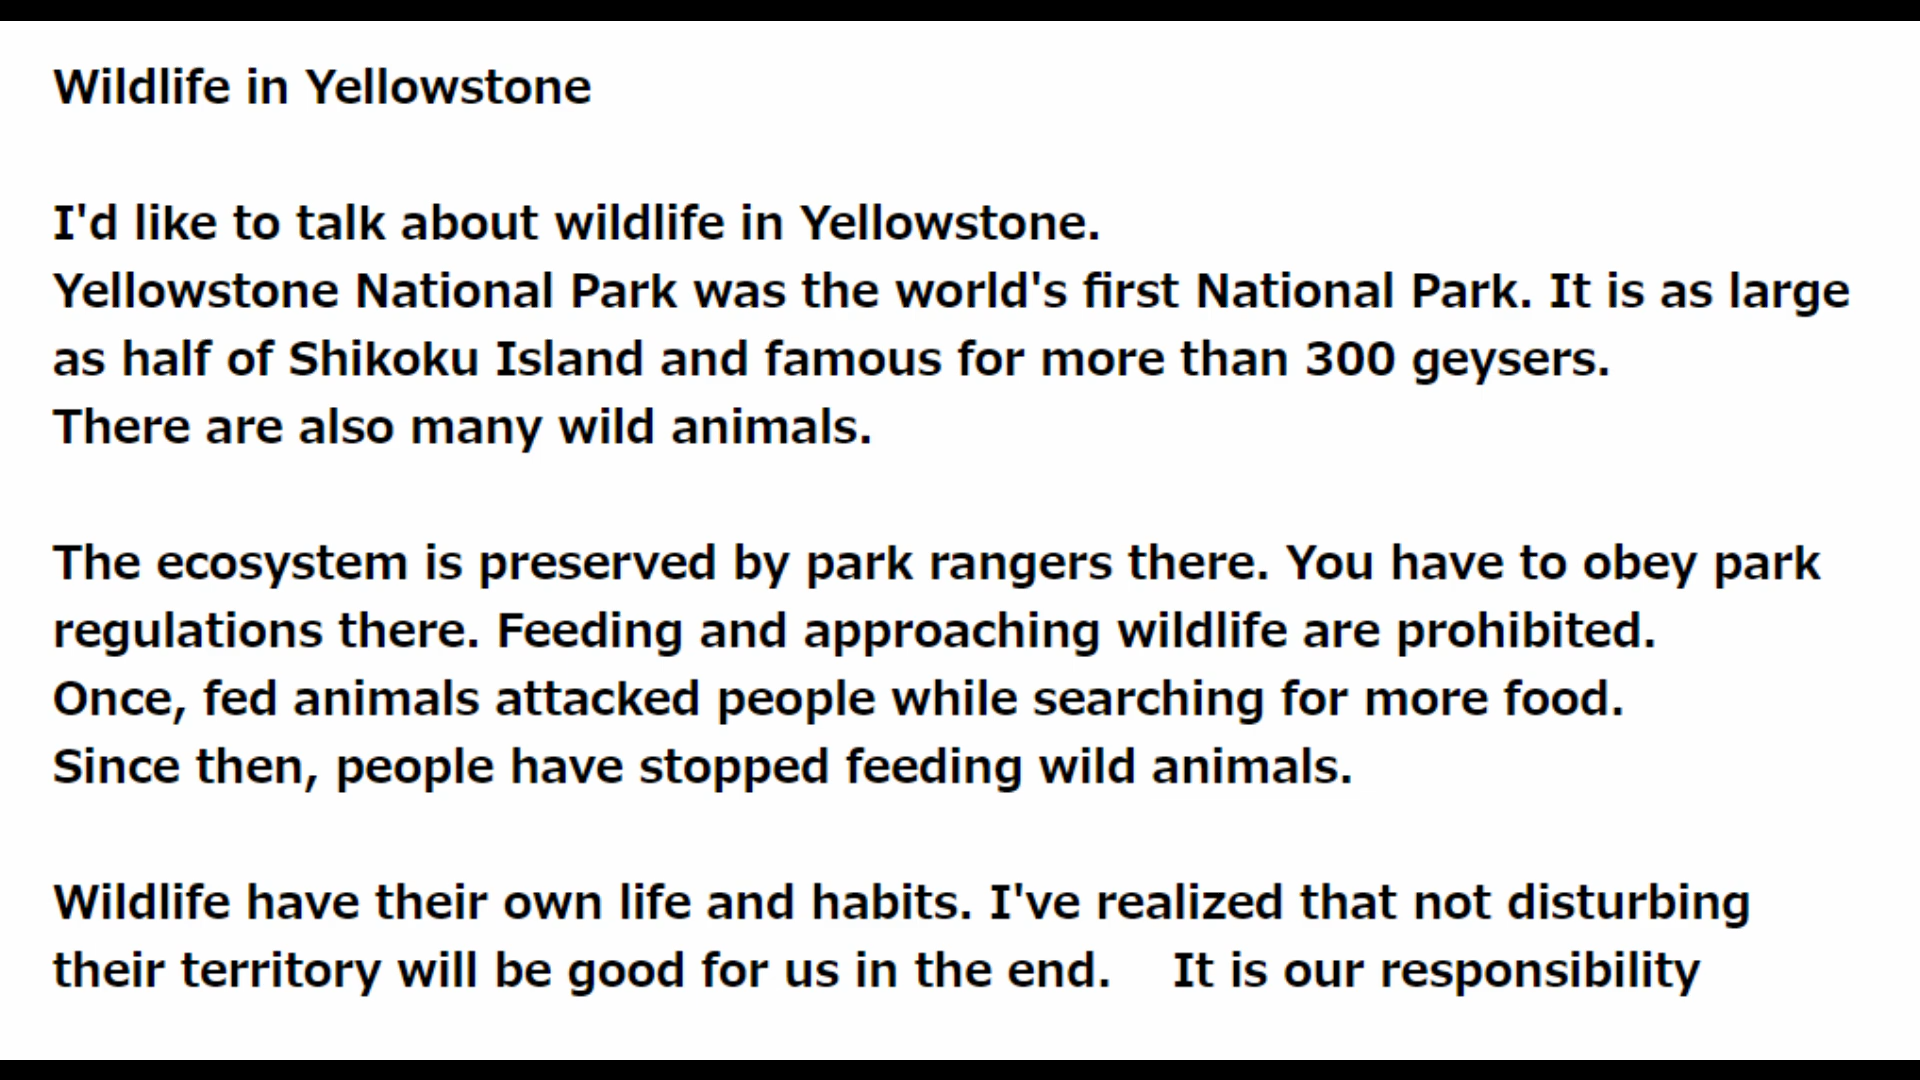 Wildlife in Yellowstone
I'd like to talk about wildlife in Yellowstone.
Yellowstone National Park was the world's first National Park. It is as large
as half of Shikoku Island and famous for more than 300 geysers.
There are also many wild animals.
The ecosystem is preserved by park rangers there. You have to obey park
regulations there. Feeding and approaching wildlife are prohibited.
Once, fed animals attacked people while searching for more food.
Since then, people have stopped feeding wild animals.
Wildlife have their own life and habits. I've realized that not disturbing
their territory will be good for us in the end.  It is our responsibility